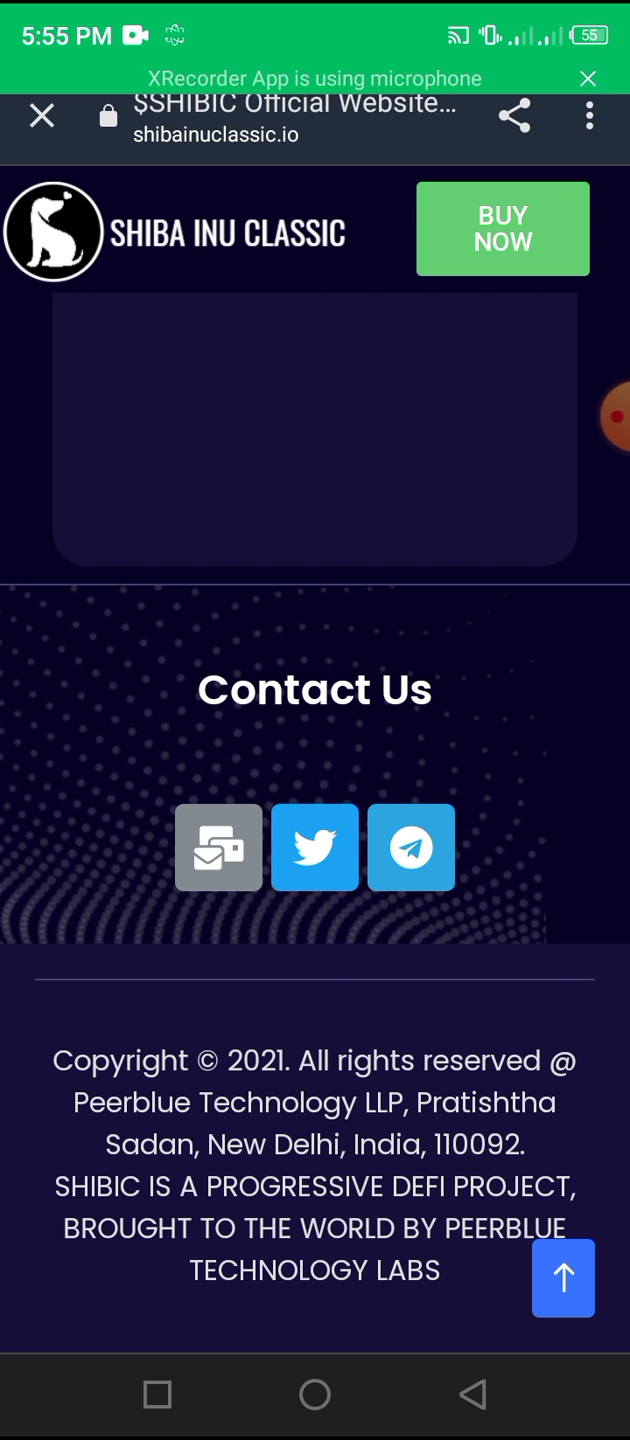 5:55 PM
55
XRecorder App is using microphone
$SHIBIC Official Website...
shibainuclassic.io
SHIBA INU CLASSIC
BUY
NOW
Contact Us
Copyright © 2021. All rights reserved @
Peerblue Technology LLP, Pratishtha
Sadan, New Delhi, India, 110092.
SHIBIC IS A PROGRESSIVE DEFI PROJECT,
BROUGHT TO THE WORLD BY PEERBLUE
TECHNOLOGY LABS